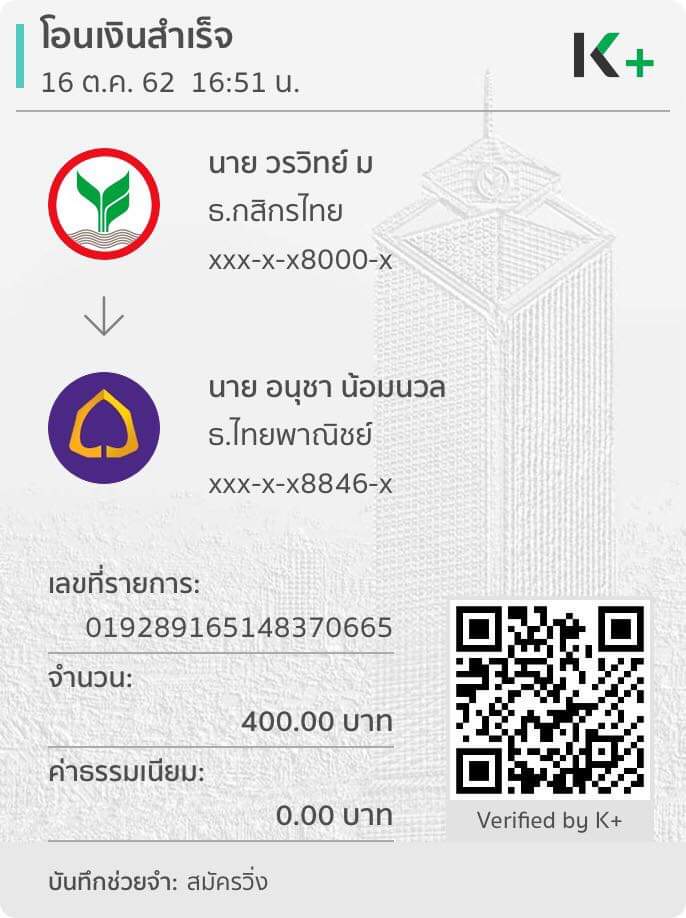 โอนเงินสำเร็จ
16 ต.ค. 62 16:51 น.
K+
นาย วรวิทย์ ม
ธ.กสิกรไทย
xxx-x-x8000-x
นาย อนุชา น้อมนวล
ธ.ไทยพาณิชย์
xxx-x-x8846-x
เลขที่รายการ:
019289165148370665
จำนวน:
400.00 บาท
ค่าธรรมเนียม:
0.00 บาท
Verified by K+
บันทึกช่วยจำ: สมัครวิ่ง